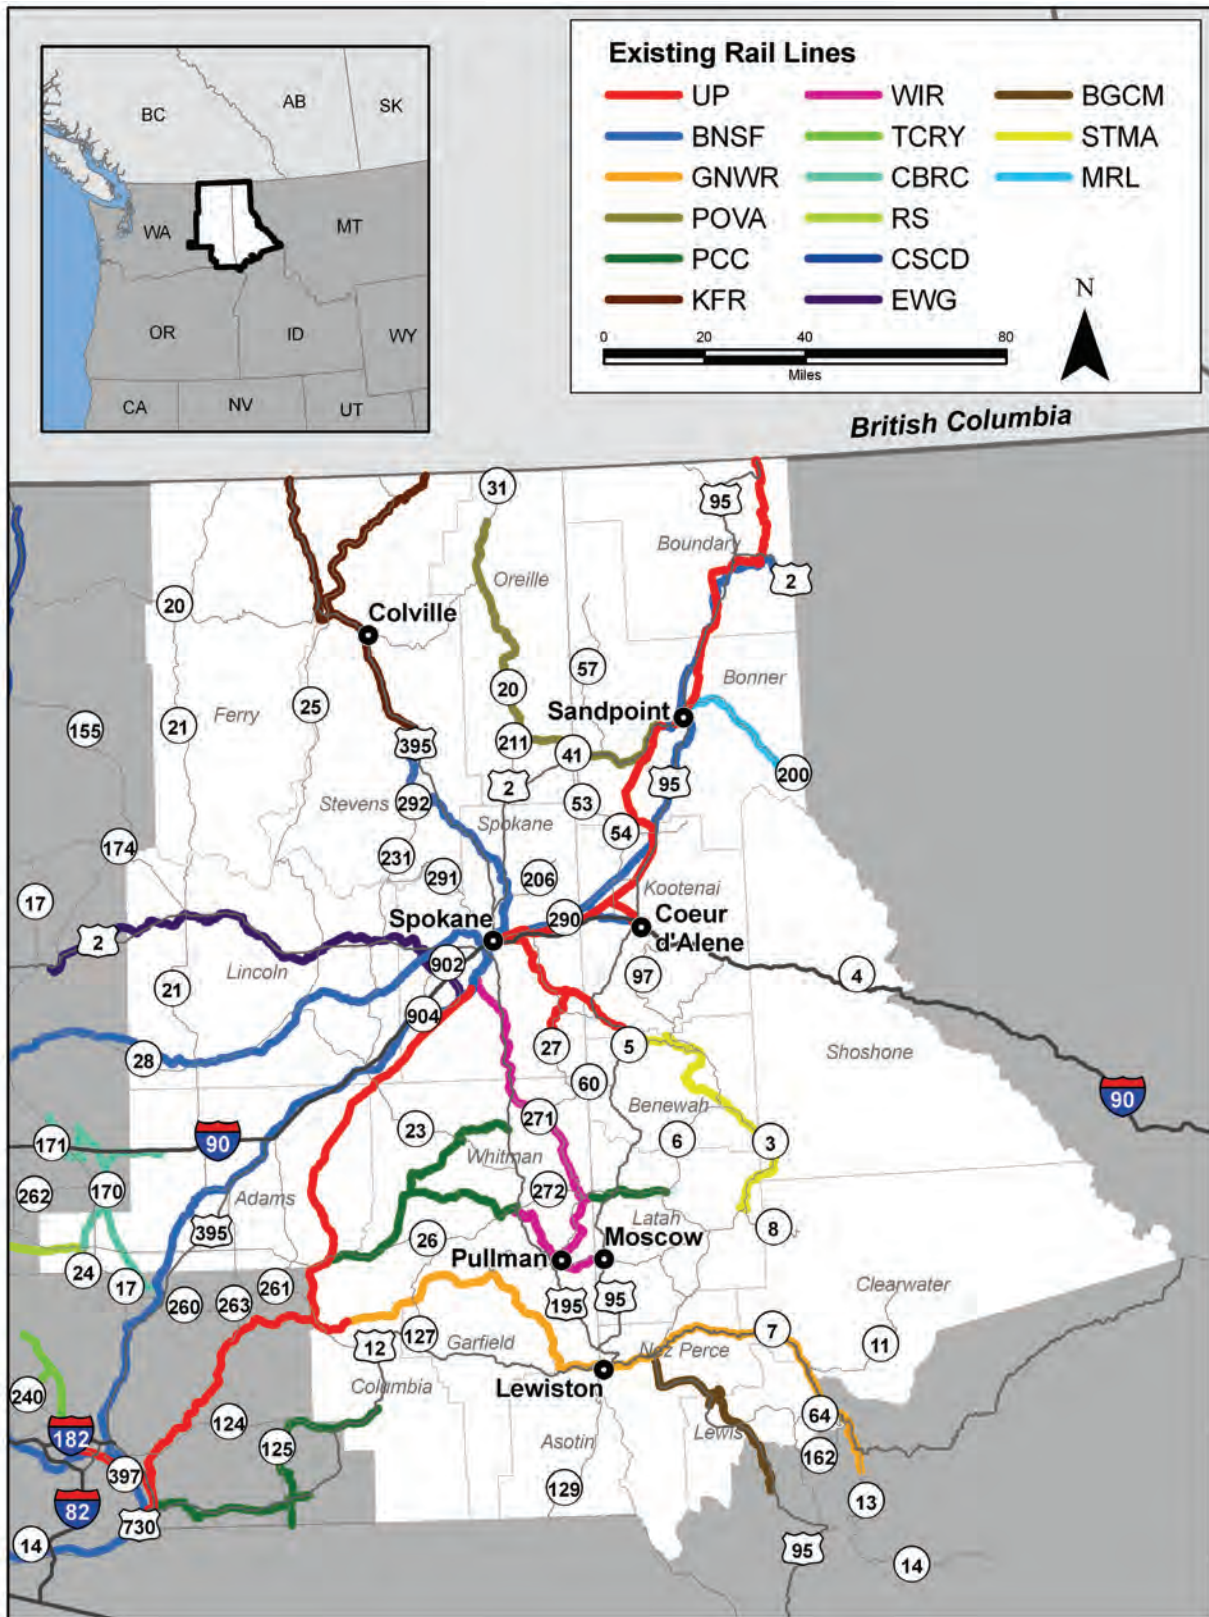 BC
AB
SK
WA
MT
OR
ID
WY
CA
NV
UT
Existing Rail Lines
UP
BNSF
GNWR
POVA
PCC
KFR
WIR
TCRY
CBRC
RS
CSCD
EWG
BGCM
STMA
MRL
N
0 20 40 80
Miles
British Columbia
31
95
Boundary
2
Oreille
20
Colville
57
Bonner
20
Sandpoint
25
Ferry
21
155
395
211
41
95
200
2
Stevens
292
53
Spokane
54
174
231
291
206
Kootenai
17
Spokane
290
Coeur
d'Alene
2
902
Lincoln
97
4
21
904
28
27
5
Shoshone
60
90
Benewah
271
23
6
3
171
90
Whitman
262
170
Adams
272
Latah
8
395
26
Moscow
Pullman
24
17
261
260
263
Clearwater
195
95
127
12
Garfield
7
11
Nez Perce
Lewiston
Columbia
240
124
64
182
125
Lewis
Asotin
162
397
129
13
82
730
14
95
14